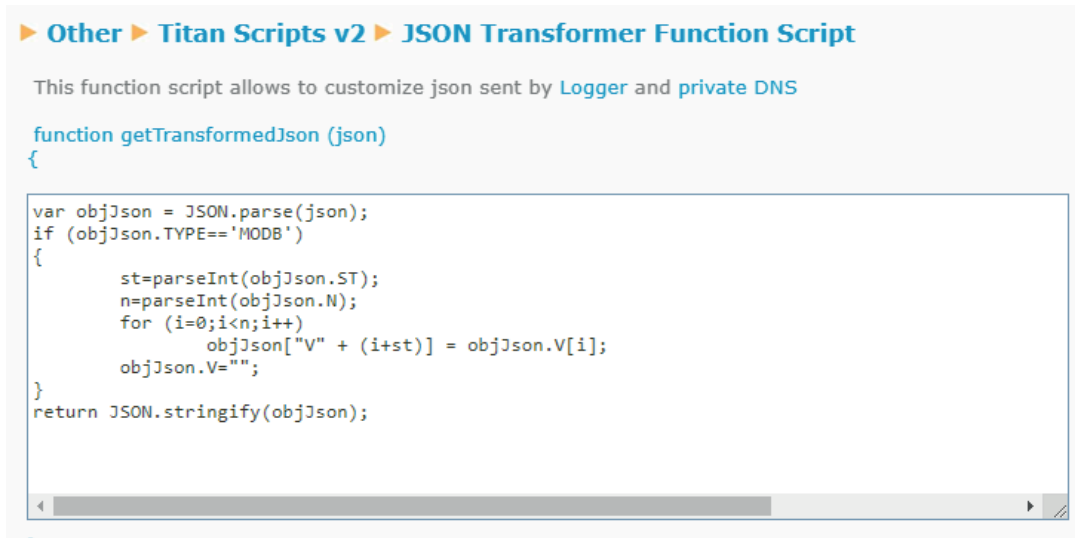 Other Titan Scripts v2 JSON Transformer Function Script
This function script allows to customize json sent by Logger and private DNS
function getTransformedJson (json)
{
var objJson = JSON.parse(json);
if (objJson.TYPE=='MODB')
{
        st=parseInt(objJson.ST);
        n=parseInt(objJson.N);
        for (i=0;i<n;i++)
                objJson["V" + (i+st)] = objJson.V[i];
        objJson.V="";
}
return JSON.stringify(objJson);